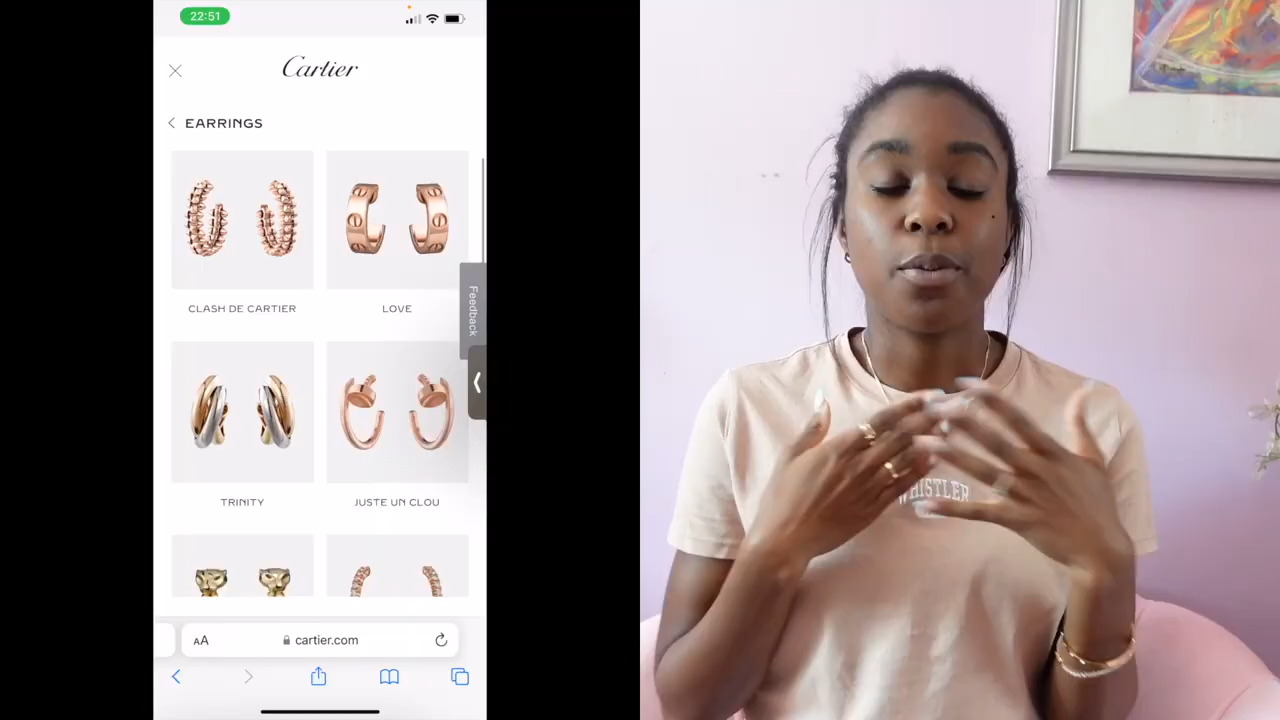 22:51
Cartier
EARRINGS
CLASH DE CARTIER
LOVE
Feedback
TRINITY
JUSTE UN CLOU
AA
cartier.com
WHISTLER